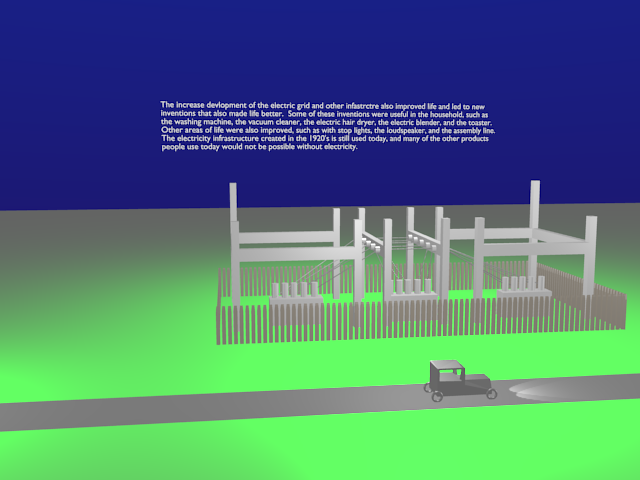 The increase devlopment of the electric grid and other infastrctre also improved life and led to new
inventions that also made life better.  Some of these inventions were useful in the household, such as
the washing machine, the vacuum cleaner, the electric hair dryer, the electric blender, and the toaster.
Other areas of life were also improved, such as with stop lights, the loudspeaker, and the assembly line.
The electricity infrastructure created in the 1920's is still used today, and many of the other products
people use today would not be possible without electricity.